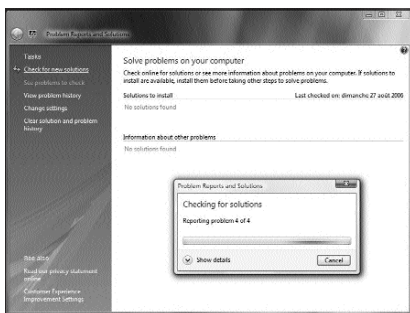 Problem Reports and Solutions
Tasks
Check for new solutions
See problems to check
View problem history
Change settings
Clear solution and problem
history
See also
Read our privacy statement
online
Customer Experience
Improvement Settings
Solve problems on your computer
Check online for solutions or see more information about problems on your computer. If solutions to
install are available, install them before taking other steps to solve problems.
Solutions to install
Last checked on: dimanche 27 août 2006
No solutions found
Information about other problems
No solutions found
Problem Reports and Solutions
Checking for solutions
Reporting problem 4 of 4
Show details
Cancel